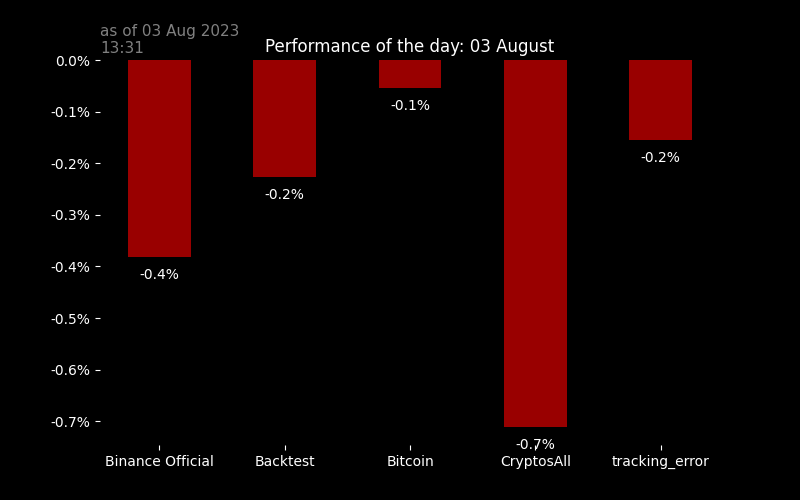 as of 03 Aug 2023
13:31
Performance of the day: 03 August
0.0%
-0.1%
-0.2%
-0.3%
-0.4%
-0.5%
-0.6%
-0.7%
-0.4%
-0.2%
-0.1%
-0.7%
-0.2%
Binance Official
Backtest
Bitcoin
CryptosAll
tracking_error